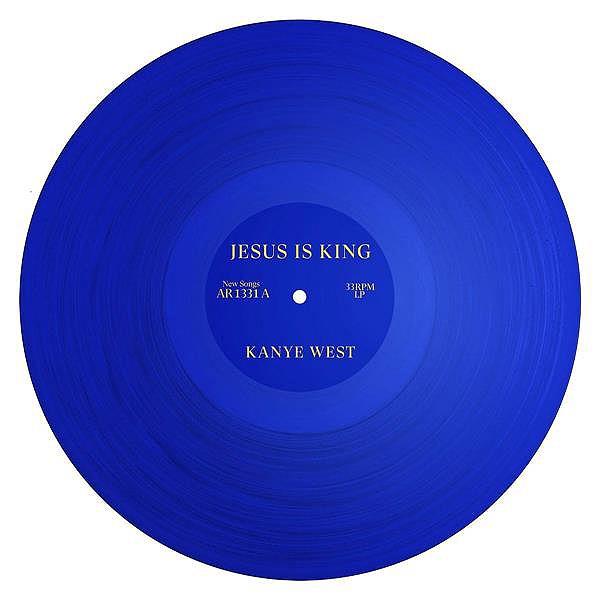 JESUS IS KING
New Songs
AR 1331 A
33RPM
LP
KANYE WEST